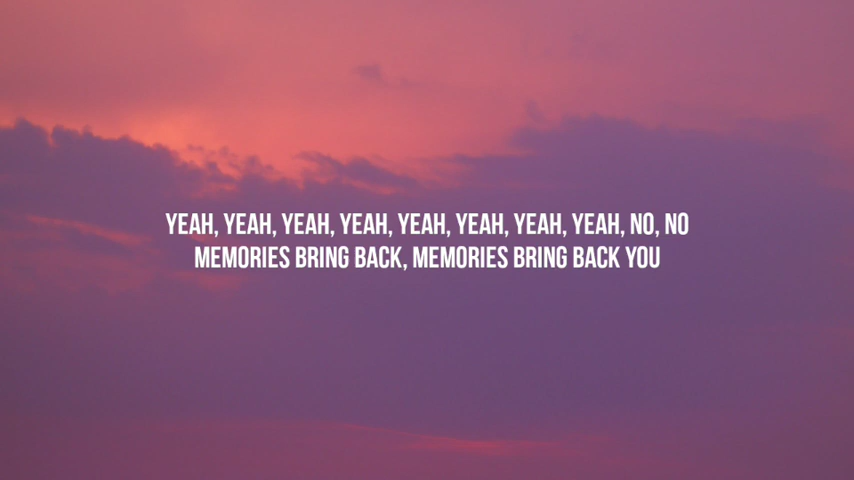 YEAH, YEAH, YEAH, YEAH, YEAH, YEAH, YEAH, YEAH, NO, NO
MEMORIES BRING BACK, MEMORIES BRING BACK YOU